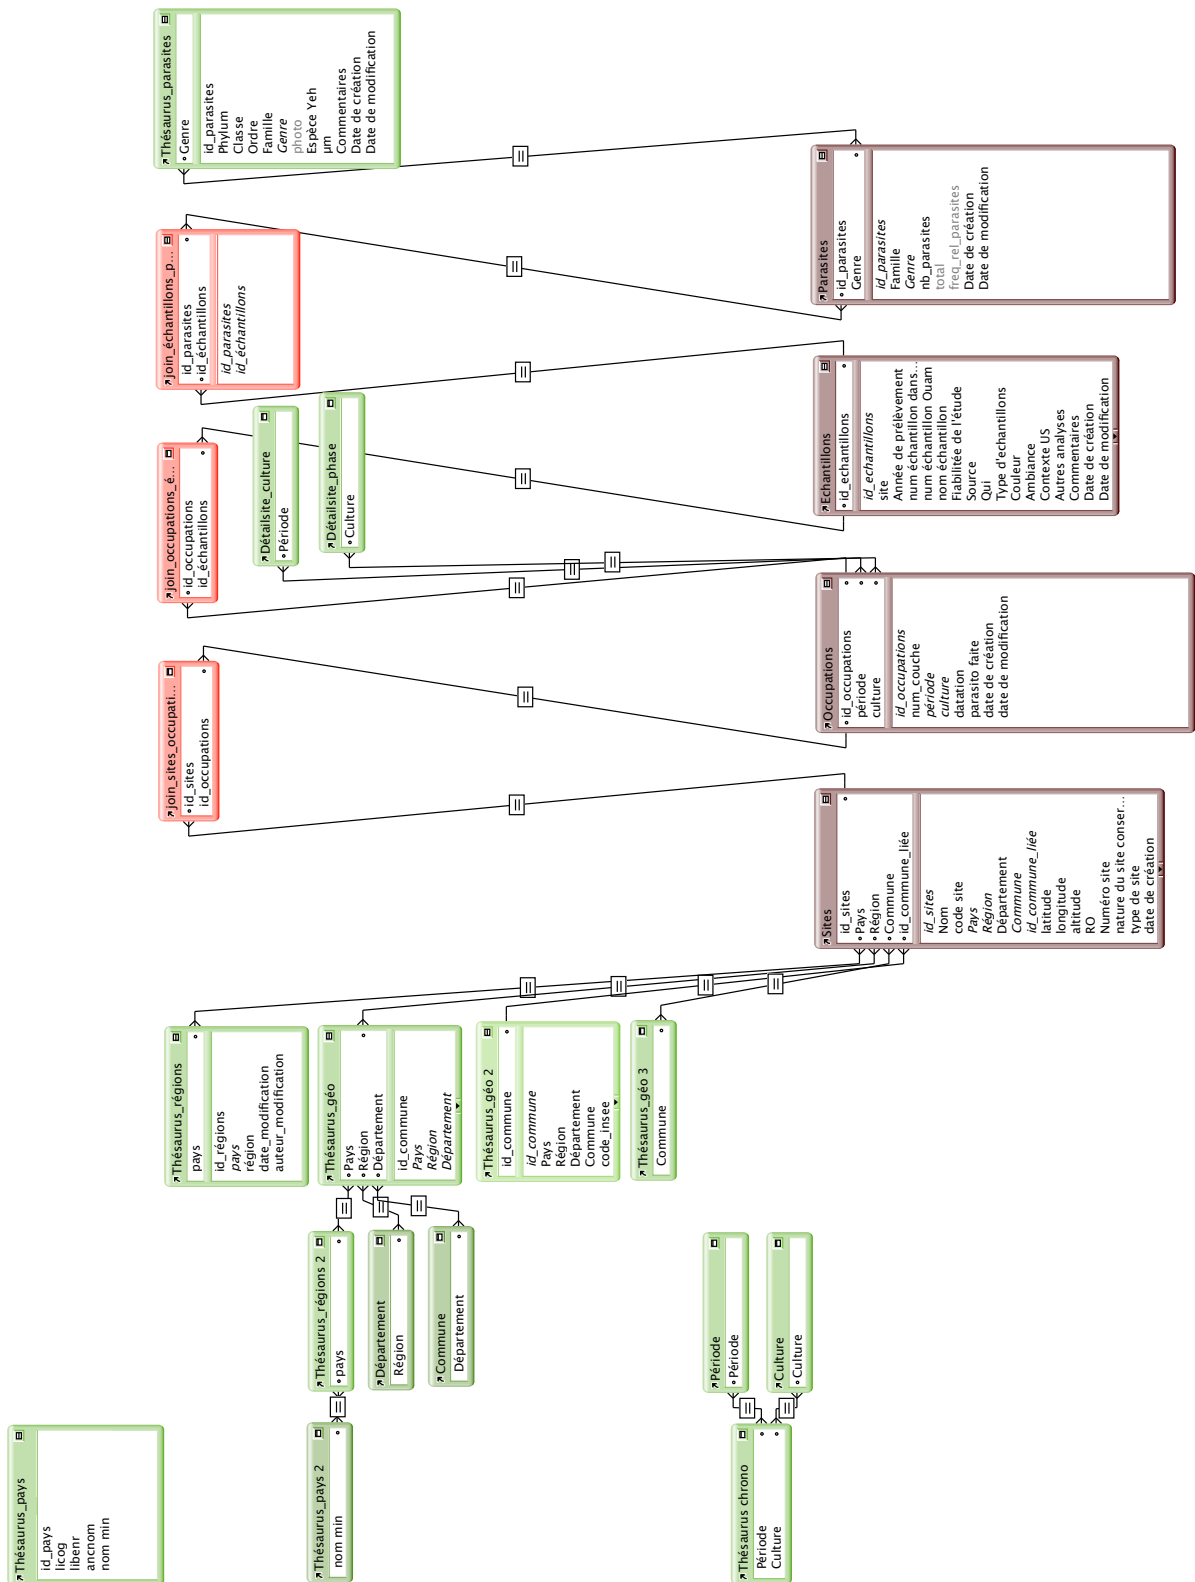 Thésaurus_pays
id_pays
licog
libenr
ancnom
nom min
Thésaurus_pays 2
nom min
Thésaurus_régions 2
pays
Département
Région
Commune
Département
Thésaurus_régions
pays
id_régions
pays
région
date_modification
auteur_modification
Thésaurus_géo
Pays
Région
Département
id_commune
Pays
Région
Département
Thésaurus_géo 2
id_commune
id_commune
Pays
Région
Département
Commune
code_insee
Thésaurus_géo 3
Commune
Thésaurus chrono
Période
Culture
Période
Période
Culture
Culture
join_sites_occupati...
id_sites
id_occupations
join_occupations_é...
id_occupations
id_échantillons
Détailsite_culture
Période
Détailsite_phase
Culture
join_échantillons_p...
id_parasites
id_échantillons
id_parasites
id_échantillons
Thésaurus_parasites
Genre
id_parasites
Phylum
Classe
Ordre
Famille
Genre
photo
Espèce Yeh
µm
Commentaires
Date de création
Date de modification
Sites
id_sites
Pays
Région
Commune
id_commune_liée
id_sites
Nom
code site
Pays
Région
Département
Commune
id_commune_liée
latitude
longitude
altitude
RO
Numéro site
nature du site conser...
type de site
date de création
Occupations
id_occupations
période
culture
id_occupations
num_couche
période
culture
datation
parasito faite
date de création
date de modification
Echantillons
id_echantillons
id_echantillons
site
Année de prélèvement
num échantillon dans...
num échantillon Ouam
nom échantillon
Fiabilitée de l'étude
Source
Qui
Type d'echantillons
Couleur
Ambiance
Contexte US
Autres analyses
Commentaires
Date de création
Date de modification
Parasites
id_parasites
Genre
id_parasites
Famille
Genre
nb_parasites
total
freq_rel_parasites
Date de création
Date de modification